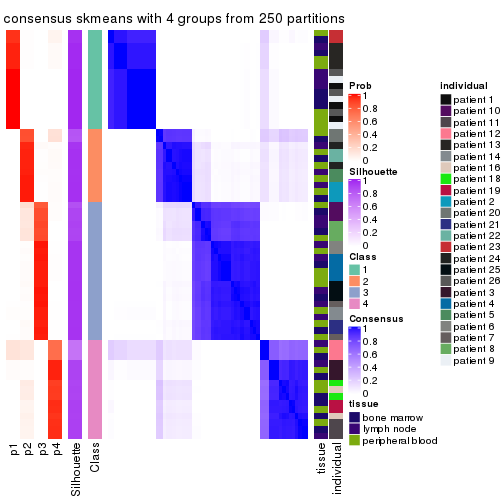 consensus skmeans with 4 groups from 250 partitions
Prob
1
0.8
0.6
0.4
0.2
0
Silhouette
1
0.8
0.6
0.4
0.2
0
Class
1
2
3
4
Consensus
1
0.8
0.6
0.4
0.2
0
tissue
bone marrow
lymph node
peripheral blood
individual
patient 1
patient 10
patient 11
patient 12
patient 13
patient 14
patient 16
patient 18
patient 19
patient 2
patient 20
patient 21
patient 22
patient 23
patient 24
patient 25
patient 26
patient 3
patient 4
patient 5
patient 6
patient 7
patient 8
patient 9
p1
p2
p3
p4
Silhouette
Class
tissue
individual